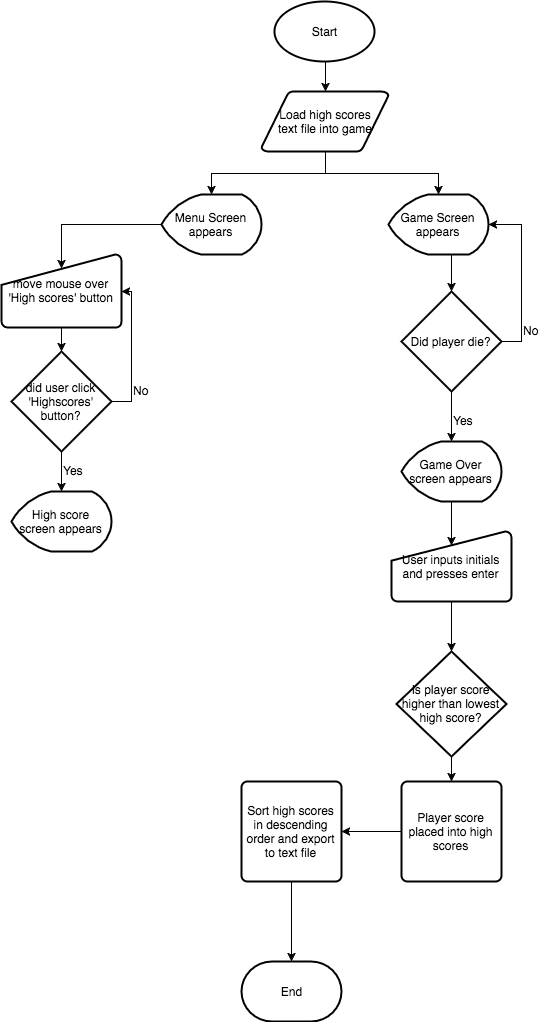 Start
Load high scores
text file into game
Menu Screen
appears
Game Screen
appears
move mouse over
'High scores' button
Did player die?
No
did user click
'Highscores'
button?
No
Yes
Yes
High score
screen appears
Game Over
screen appears
User inputs initials
and presses enter
Is player score
higher than lowest
high score?
Sort high scores
in descending
order and export
to text file
Player score
placed into high
scores
End